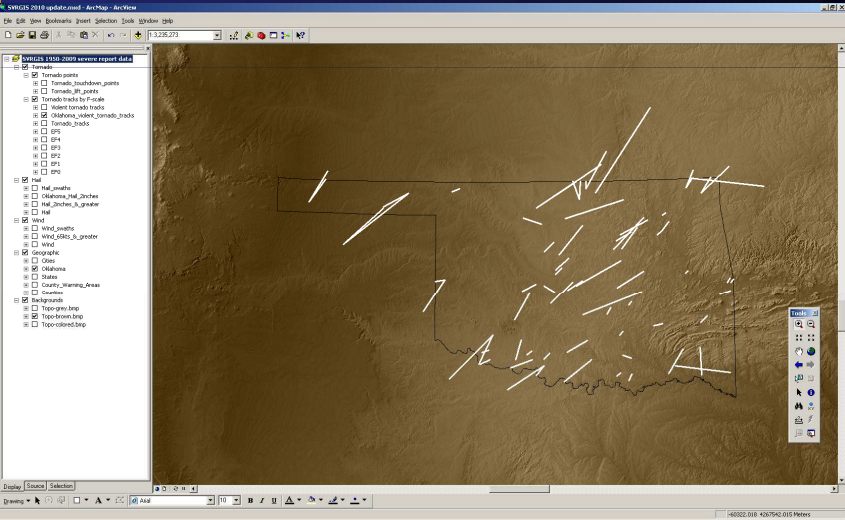 SVRGIS 2010 update.mxd - ArcMap - ArcView
File Edit View Bookmarks Insert Selection Tools Window Help
1:3,235,273
SVRGIS 1950-2009 severe report data
Tornado
Tornado points
Tornado_touchdown_points
Tornado_lift_points
Tornado tracks by F-scale
Violent tornado tracks
Oklahoma_violent_tornado_tracks
Tornado_tracks
EF5
EF4
EF3
EF2
EF1
EF0
Hail
Hail_swaths
Oklahoma_Hail_2inches
Hail_2inches_&_greater
Hail
Wind
Wind_swaths
Wind_65kts_&_greater
Wind
Geographic
Cities
Oklahoma
States
County_Warning_Areas
Counties
Backgrounds
Topo-grey.bmp
Topo-brown.bmp
Topo-colored.bmp
Tools
Display Source Selection
Drawing A Arial 10 B I U A
-60322.018 4267542.015 Meters